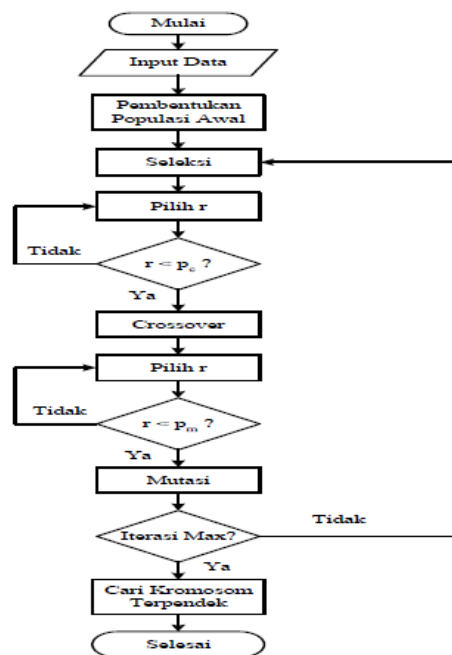 Mulai
Input Data
Pembentukan
Populasi Awal
Seleksi
Pilih r
Tidak
r < pc ?
Ya
Crossover
Pilih r
Tidak
r < pm ?
Ya
Mutasi
Tidak
Iterasi Max?
Ya
Cari Kromosom
Terpendek
Selesai